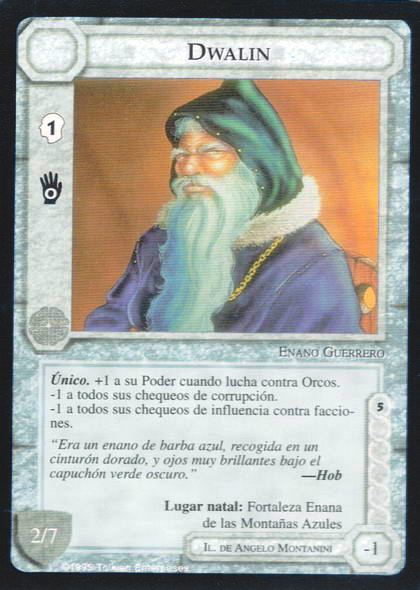 DWALIN
1
ENANO GUERRERO
Único. +1 a su Poder cuando lucha contra Orcos.
-1 a todos sus chequeos de corrupción.
-1 a todos sus chequeos de influencia contra faccio-
nes.
5
“Era un enano de barba azul, recogida en un
cinturón dorado, y ojos muy brillantes bajo el
capuchón verde oscuro.” —Hob
Lugar natal: Fortaleza Enana
de las Montañas Azules
2/7
IL. DE ANGELO MONTANINI
-1
©1995 Tolkien Enterprises